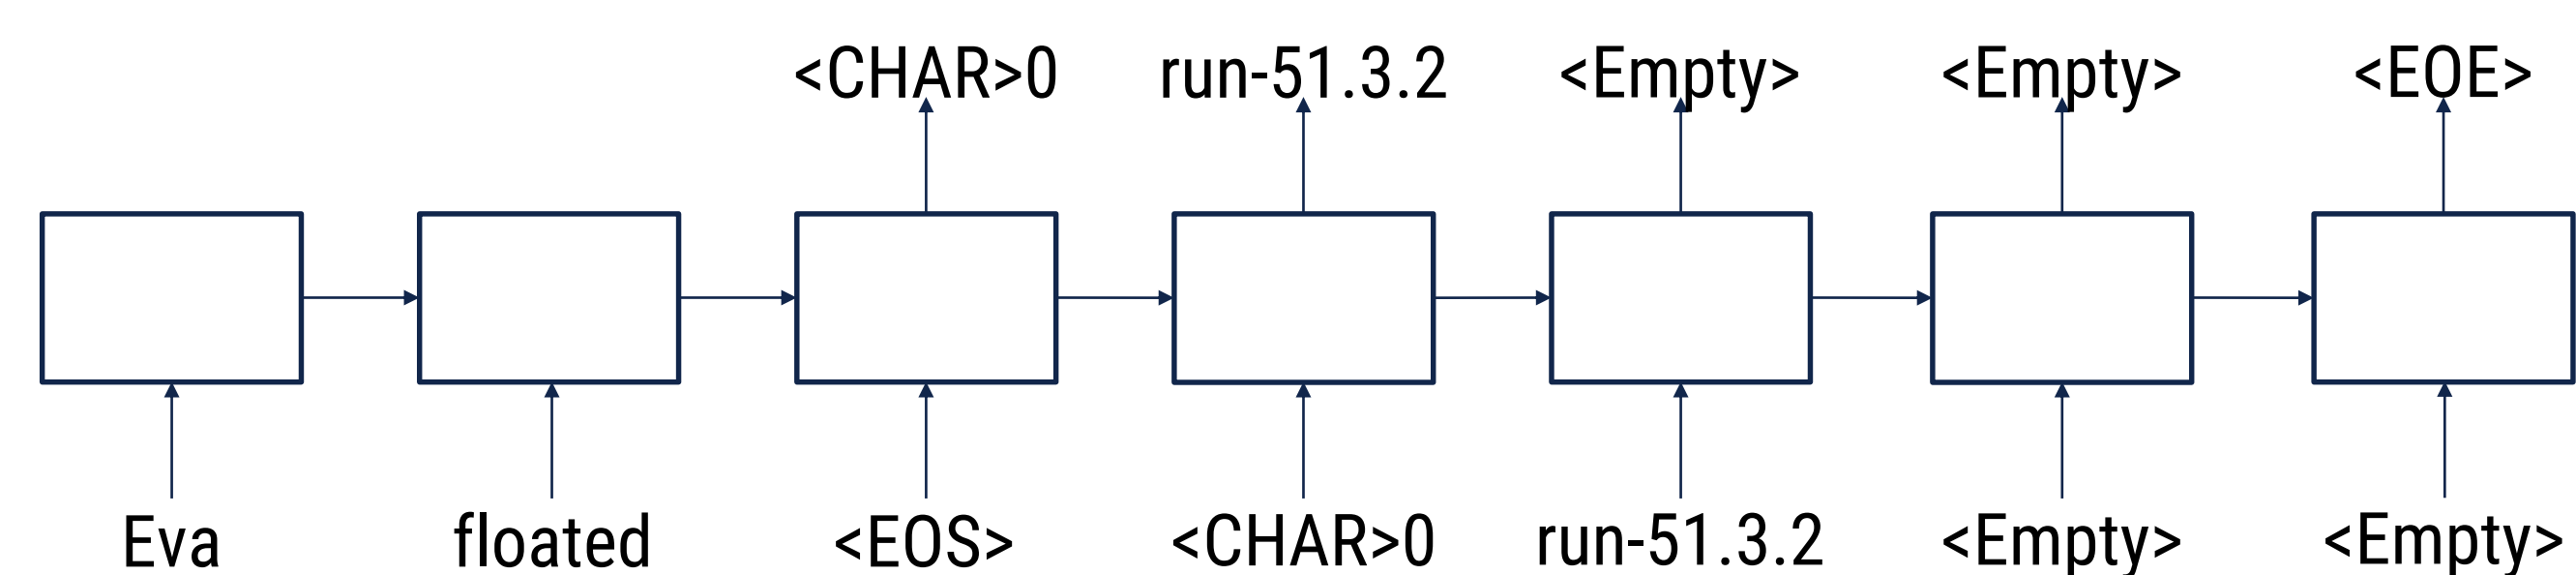 <CHAR>0 run-51.3.2 <Empty> <Empty> <EOE>
Eva floated <EOS> <CHAR>0 run-51.3.2 <Empty> <Empty>